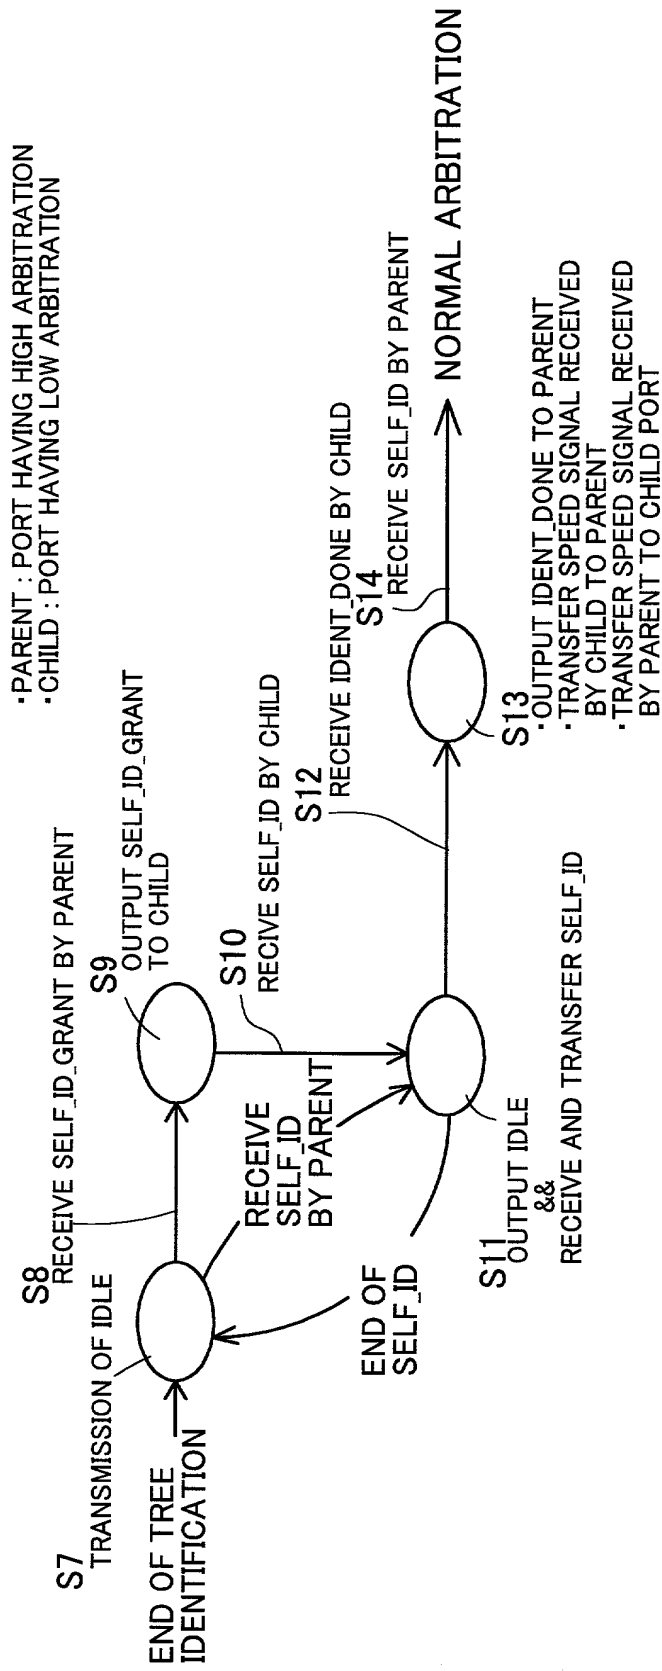 ·PARENT : PORT HAVING HIGH ARBITRATION
·CHILD : PORT HAVING LOW ARBITRATION
S8
RECEIVE SELF_ID_GRANT BY PARENT
S9
OUTPUT SELF_ID_GRANT
TO CHILD
S7
TRANSMISSION OF IDLE
END OF TREE
IDENTIFICATION
S10
RECIVE SELF_ID BY CHILD
RECEIVE
SELF_ID
BY PARENT
END OF
SELF_ID
S12
RECEIVE IDENT_DONE BY CHILD
S14
RECEIVE SELF_ID BY PARENT
NORMAL ARBITRATION
S11
OUTPUT IDLE
&&
RECEIVE AND TRANSFER SELF_ID
S13
·OUTPUT IDENT_DONE TO PARENT
·TRANSFER SPEED SIGNAL RECEIVED
BY CHILD TO PARENT
·TRANSFER SPEED SIGNAL RECEIVED
BY PARENT TO CHILD PORT